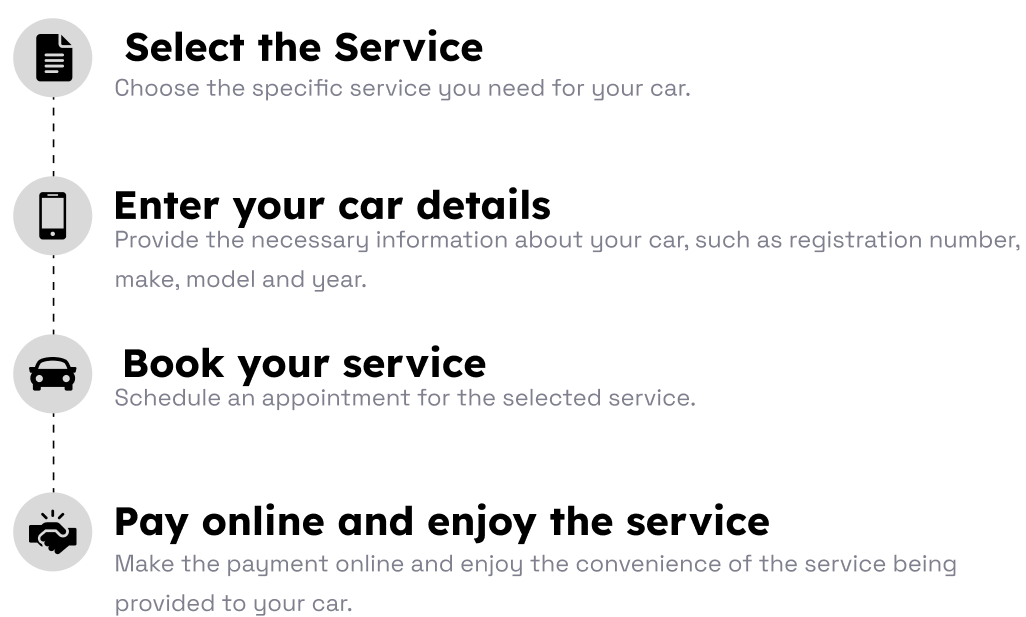 Select the Service
Choose the specific service you need for your car.
Enter your car details
Provide the necessary information about your car, such as registration number,
make, model and year.
Book your service
Schedule an appointment for the selected service.
Pay online and enjoy the service
Make the payment online and enjoy the convenience of the service being
provided to your car.